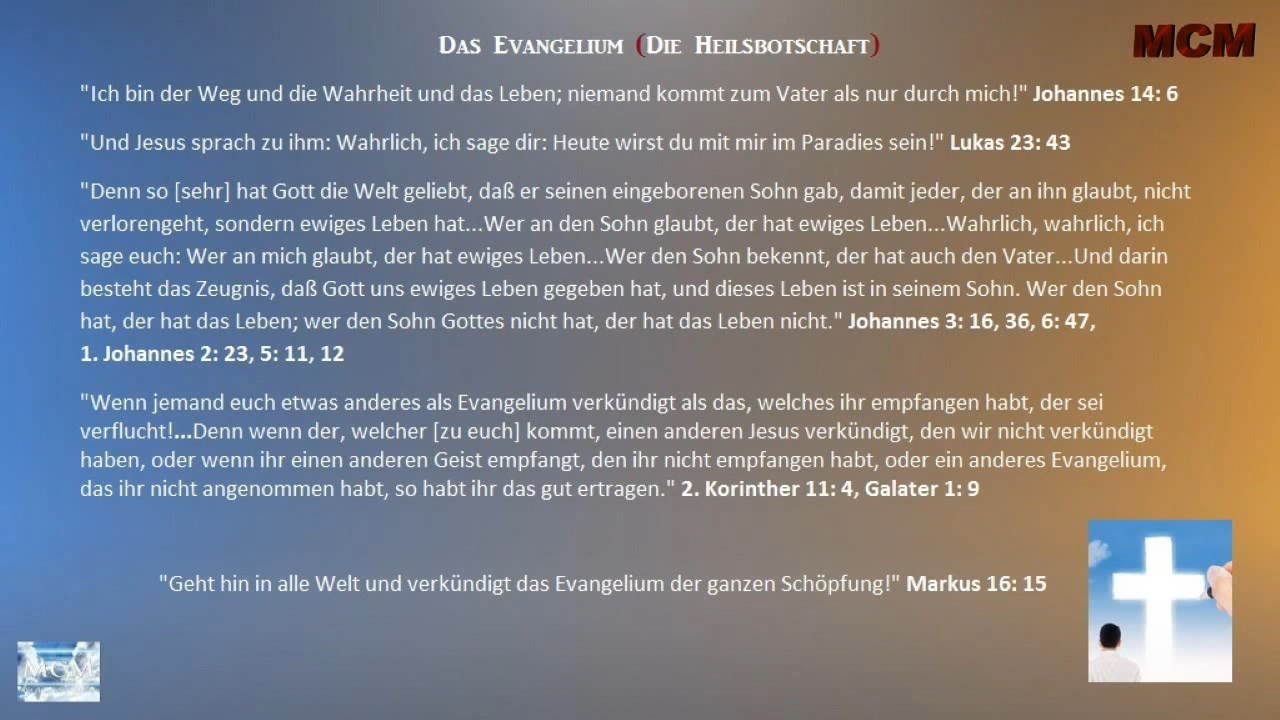 Das Evangelium (Die Heilsbotschaft)
MCM
"Ich bin der Weg und die Wahrheit und das Leben; niemand kommt zum Vater als nur durch mich!" Johannes 14: 6
"Und Jesus sprach zu ihm: Wahrlich, ich sage dir: Heute wirst du mit mir im Paradies sein!" Lukas 23: 43
"Denn so [sehr] hat Gott die Welt geliebt, daß er seinen eingeborenen Sohn gab, damit jeder, der an ihn glaubt, nicht
verlorengeht, sondern ewiges Leben hat...Wer an den Sohn glaubt, der hat ewiges Leben...Wahrlich, wahrlich, ich
sage euch: Wer an mich glaubt, der hat ewiges Leben...Wer den Sohn bekennt, der hat auch den Vater...Und darin
besteht das Zeugnis, daß Gott uns ewiges Leben gegeben hat, und dieses Leben ist in seinem Sohn. Wer den Sohn
hat, der hat das Leben; wer den Sohn Gottes nicht hat, der hat das Leben nicht." Johannes 3: 16, 36, 6: 47,
1. Johannes 2: 23, 5: 11, 12
"Wenn jemand euch etwas anderes als Evangelium verkündigt als das, welches ihr empfangen habt, der sei
verflucht!...Denn wenn der, welcher [zu euch] kommt, einen anderen Jesus verkündigt, den wir nicht verkündigt
haben, oder wenn ihr einen anderen Geist empfangt, den ihr nicht empfangen habt, oder ein anderes Evangelium,
das ihr nicht angenommen habt, so habt ihr das gut ertragen." 2. Korinther 11: 4, Galater 1: 9
"Geht hin in alle Welt und verkündigt das Evangelium der ganzen Schöpfung!" Markus 16: 15
MCM